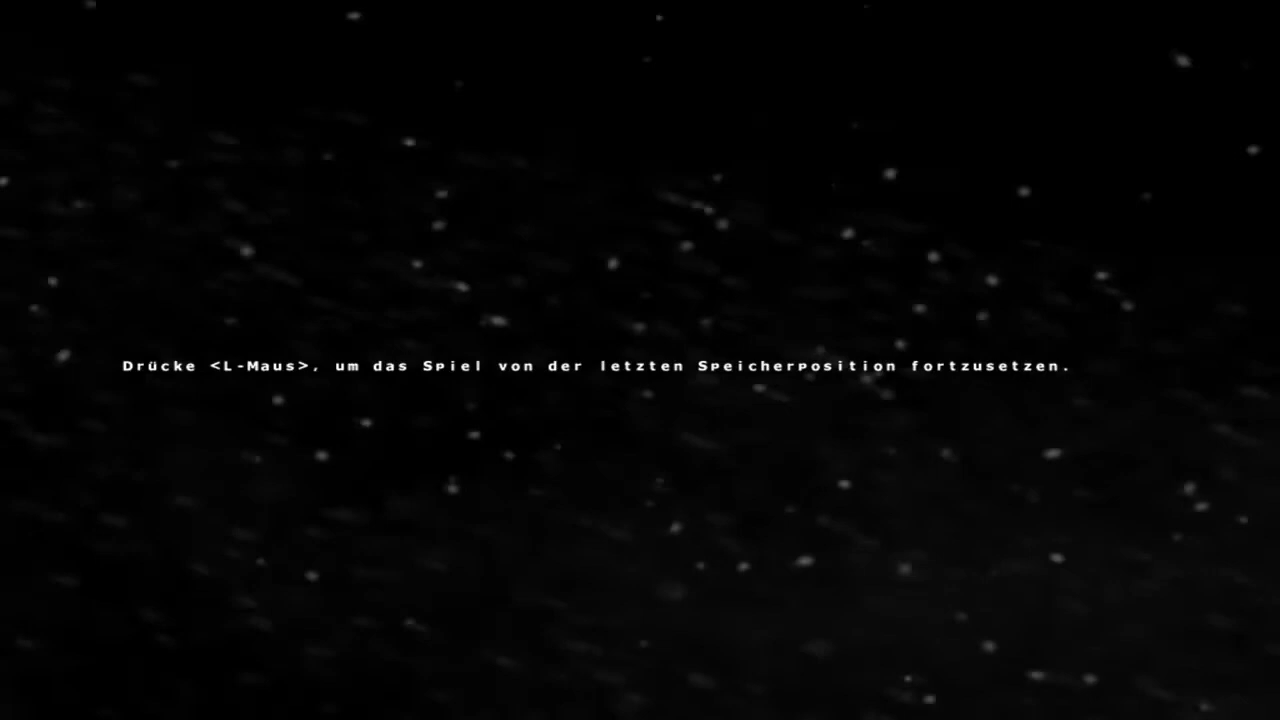 Drücke <L-Maus>, um das Spiel von der letzten Speicherposition fortzusetzen.